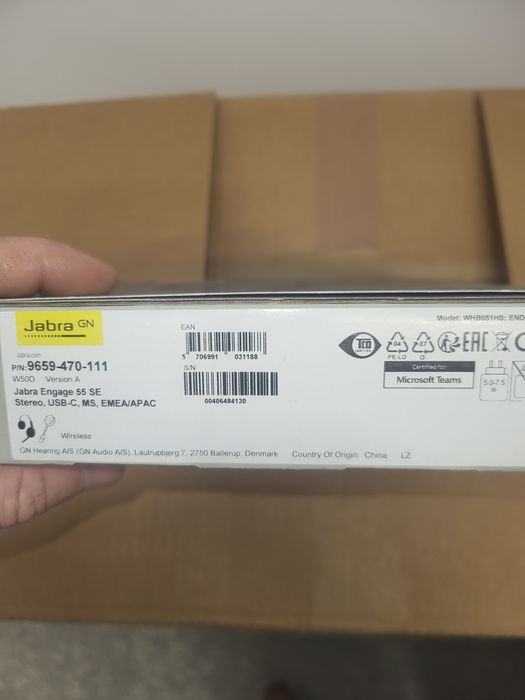 Jabra GN
Jabra.com
P/N: 9659-470-111
W500 Version A
Jabra Engage 55 SE
Stereo, USB-C, MS, EMEA/APAC
Wireless
GN Hearing A/S (GN Audio A/S). Lautrupbjerg 7, 2750 Ballerup, Denmark Country Of Origin: China LZ
EAN
5 706991 031188
S/N:
00406484130
Model: WHB051HS; END
TCO
04
07
EAC
Certified for
Microsoft Teams
5.0-7.5
W